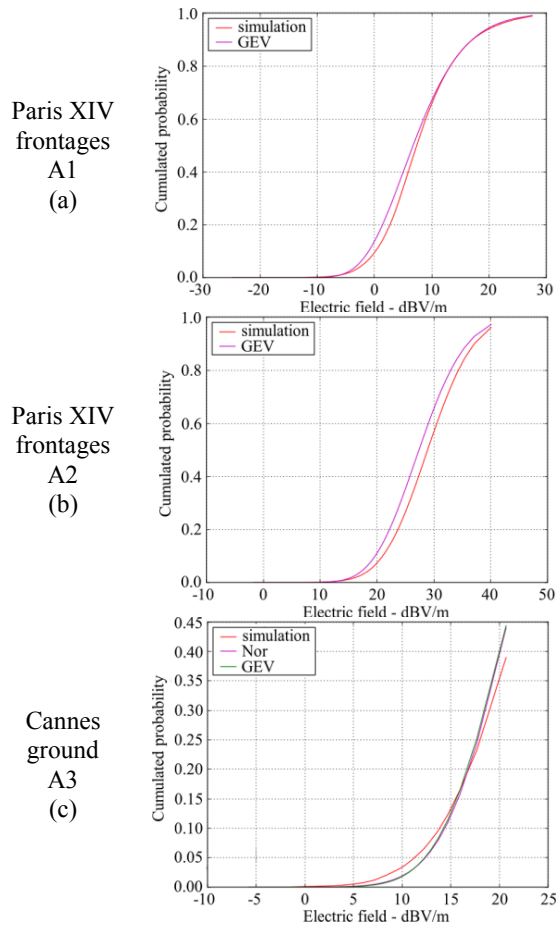 Paris XIV
frontages
A1
(a)
1.0
0.8
0.6
0.4
0.2
0.0
Cumulated probability
simulation
GEV
-30
-20
-10
0
10
20
30
Electric field - dBV/m
Paris XIV
frontages
A2
(b)
1.0
0.8
0.6
0.4
0.2
0.0
Cumulated probability
simulation
GEV
-10
0
10
20
30
40
50
Electric field - dBV/m
Cannes
ground
A3
(c)
0.45
0.40
0.35
0.30
0.25
0.20
0.15
0.10
0.05
0.00
Cumulated probability
simulation
Nor
GEV
-10
-5
0
5
10
15
20
25
Electric field - dBV/m